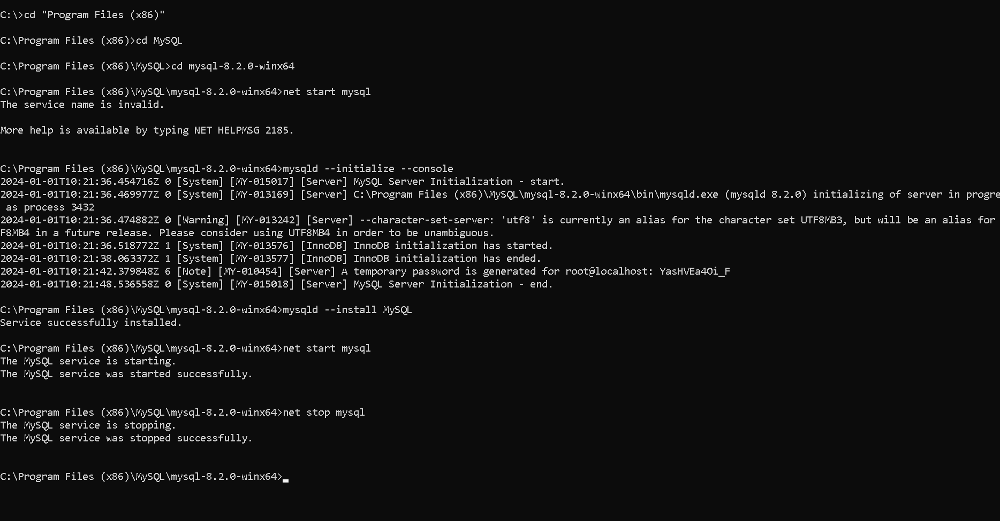 C:\>cd "Program Files (x86)"
C:\Program Files (x86)>cd MySQL
C:\Program Files (x86)\MySQL>cd mysql-8.2.0-winx64
C:\Program Files (x86)\MySQL\mysql-8.2.0-winx64>net start mysql
The service name is invalid.
More help is available by typing NET HELPMSG 2185.
C:\Program Files (x86)\MySQL\mysql-8.2.0-winx64>mysqld --initialize --console
2024-01-01T10:21:36.454716Z 0 [System] [MY-015017] [Server] MySQL Server Initialization - start.
2024-01-01T10:21:36.469977Z 0 [System] [MY-013169] [Server] C:\Program Files (x86)\MySQL\mysql-8.2.0-winx64\bin\mysqld.exe (mysqld 8.2.0) initializing of server in progre
as process 3432
2024-01-01T10:21:36.474882Z 0 [Warning] [MY-013242] [Server] --character-set-server: 'utf8' is currently an alias for the character set UTF8MB3, but will be an alias for
F8MB4 in a future release. Please consider using UTF8MB4 in order to be unambiguous.
2024-01-01T10:21:36.518772Z 1 [System] [MY-013576] [InnoDB] InnoDB initialization has started.
2024-01-01T10:21:38.063372Z 1 [System] [MY-013577] [InnoDB] InnoDB initialization has ended.
2024-01-01T10:21:42.379848Z 6 [Note] [MY-010454] [Server] A temporary password is generated for root@localhost: YasHVEa4Oi_F
2024-01-01T10:21:48.536558Z 0 [System] [MY-015018] [Server] MySQL Server Initialization - end.
C:\Program Files (x86)\MySQL\mysql-8.2.0-winx64>mysqld --install MySQL
Service successfully installed.
C:\Program Files (x86)\MySQL\mysql-8.2.0-winx64>net start mysql
The MySQL service is starting.
The MySQL service was started successfully.
C:\Program Files (x86)\MySQL\mysql-8.2.0-winx64>net stop mysql
The MySQL service is stopping.
The MySQL service was stopped successfully.
C:\Program Files (x86)\MySQL\mysql-8.2.0-winx64>